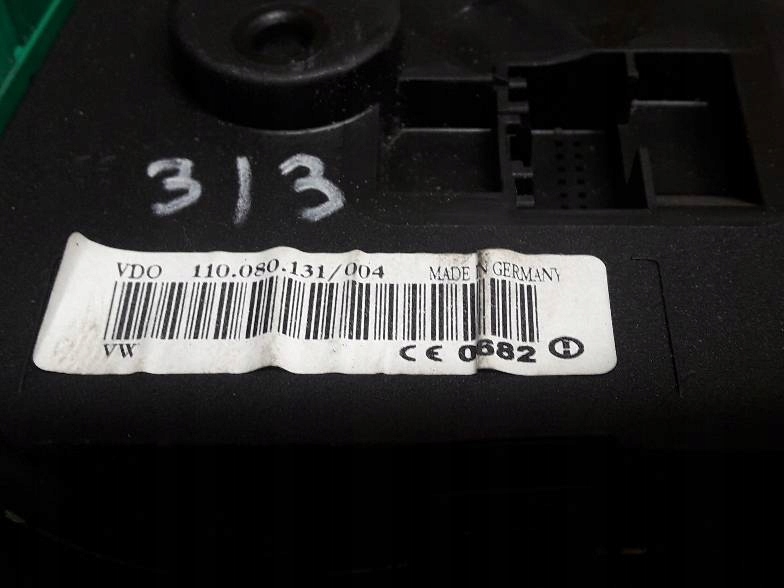 313
VDO 110.080.131/004 MADE IN GERMANY
VW
CE 0682